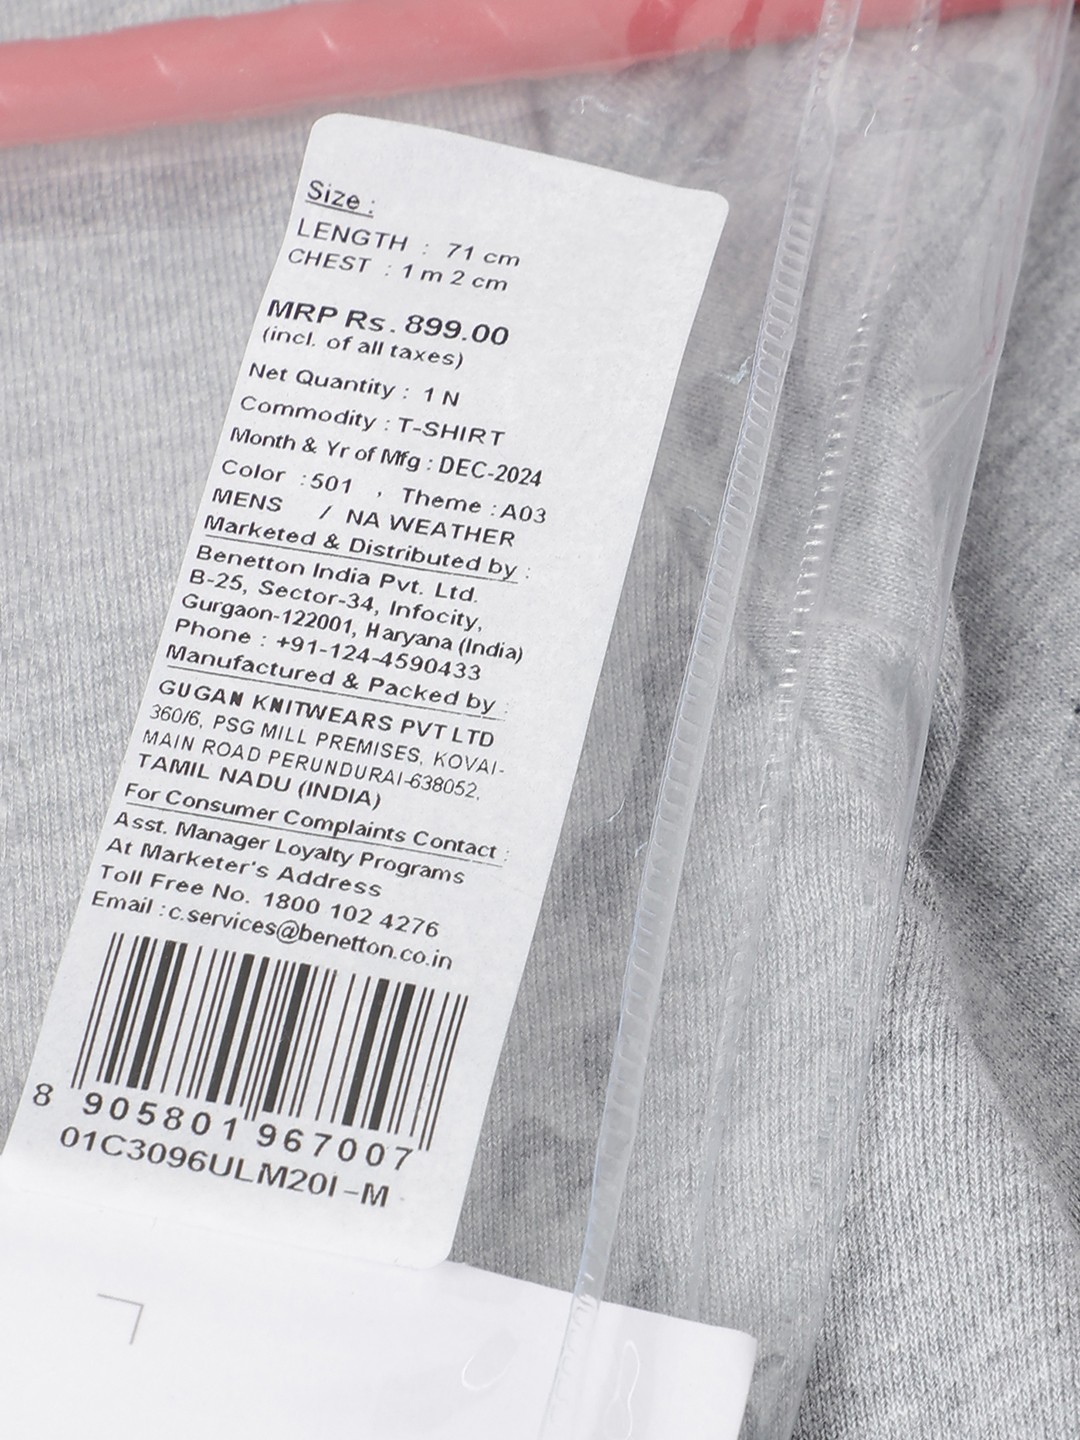 Size :
LENGTH : 71 cm
CHEST : 1 m 2 cm
MRP Rs. 899.00
(incl. of all taxes)
Net Quantity : 1 N
Commodity : T-SHIRT
Month & Yr of Mfg : DEC-2024
Color :501 , Theme :A03
MENS / NA WEATHER
Marketed & Distributed by :
Benetton India Pvt. Ltd.
B-25, Sector-34, Infocity,
Gurgaon-122001, Haryana (India)
Phone : +91-124-4590433
Manufactured & Packed by :
GUGAN KNITWEARS PVT LTD
360/6, PSG MILL PREMISES, KOVAI-
MAIN ROAD PERUNDURAI-638052,
TAMIL NADU (INDIA)
For Consumer Complaints Contact :
Asst. Manager Loyalty Programs
At Marketer's Address
Toll Free No. 1800 102 4276
Email :c.services@benetton.co.in
8 905801 967007
01C3096ULM20I-M